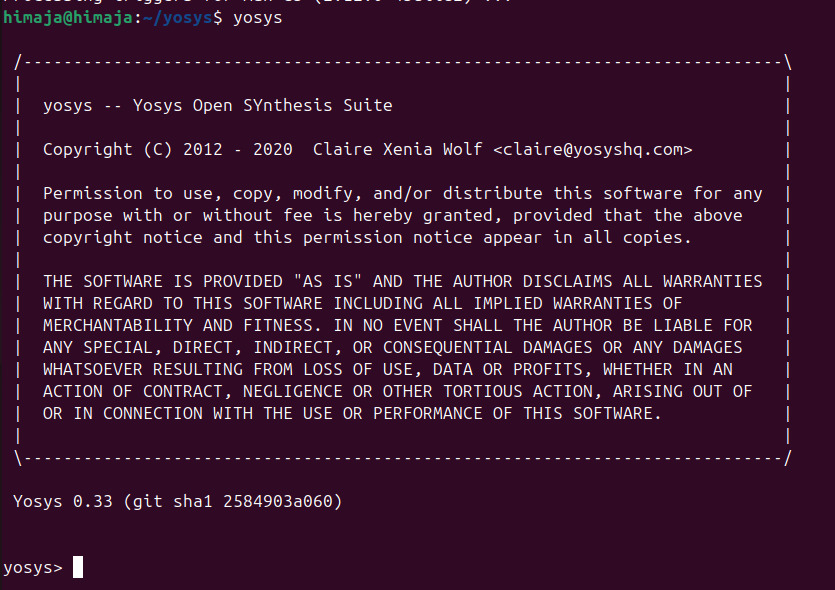 himaja@himaja:~/yosys$ yosys
/----------------------------------------------------------------------------\
|                                                                            |
|  yosys -- Yosys Open SYnthesis Suite                                       |
|                                                                            |
|  Copyright (C) 2012 - 2020  Claire Xenia Wolf <claire@yosyshq.com>         |
|                                                                            |
|  Permission to use, copy, modify, and/or distribute this software for any  |
|  purpose with or without fee is hereby granted, provided that the above    |
|  copyright notice and this permission notice appear in all copies.         |
|                                                                            |
|  THE SOFTWARE IS PROVIDED "AS IS" AND THE AUTHOR DISCLAIMS ALL WARRANTIES  |
|  WITH REGARD TO THIS SOFTWARE INCLUDING ALL IMPLIED WARRANTIES OF          |
|  MERCHANTABILITY AND FITNESS. IN NO EVENT SHALL THE AUTHOR BE LIABLE FOR   |
|  ANY SPECIAL, DIRECT, INDIRECT, OR CONSEQUENTIAL DAMAGES OR ANY DAMAGES    |
|  WHATSOEVER RESULTING FROM LOSS OF USE, DATA OR PROFITS, WHETHER IN AN     |
|  ACTION OF CONTRACT, NEGLIGENCE OR OTHER TORTIOUS ACTION, ARISING OUT OF   |
|  OR IN CONNECTION WITH THE USE OR PERFORMANCE OF THIS SOFTWARE.            |
|                                                                            |
\----------------------------------------------------------------------------/
Yosys 0.33 (git sha1 2584903a060)
yosys>